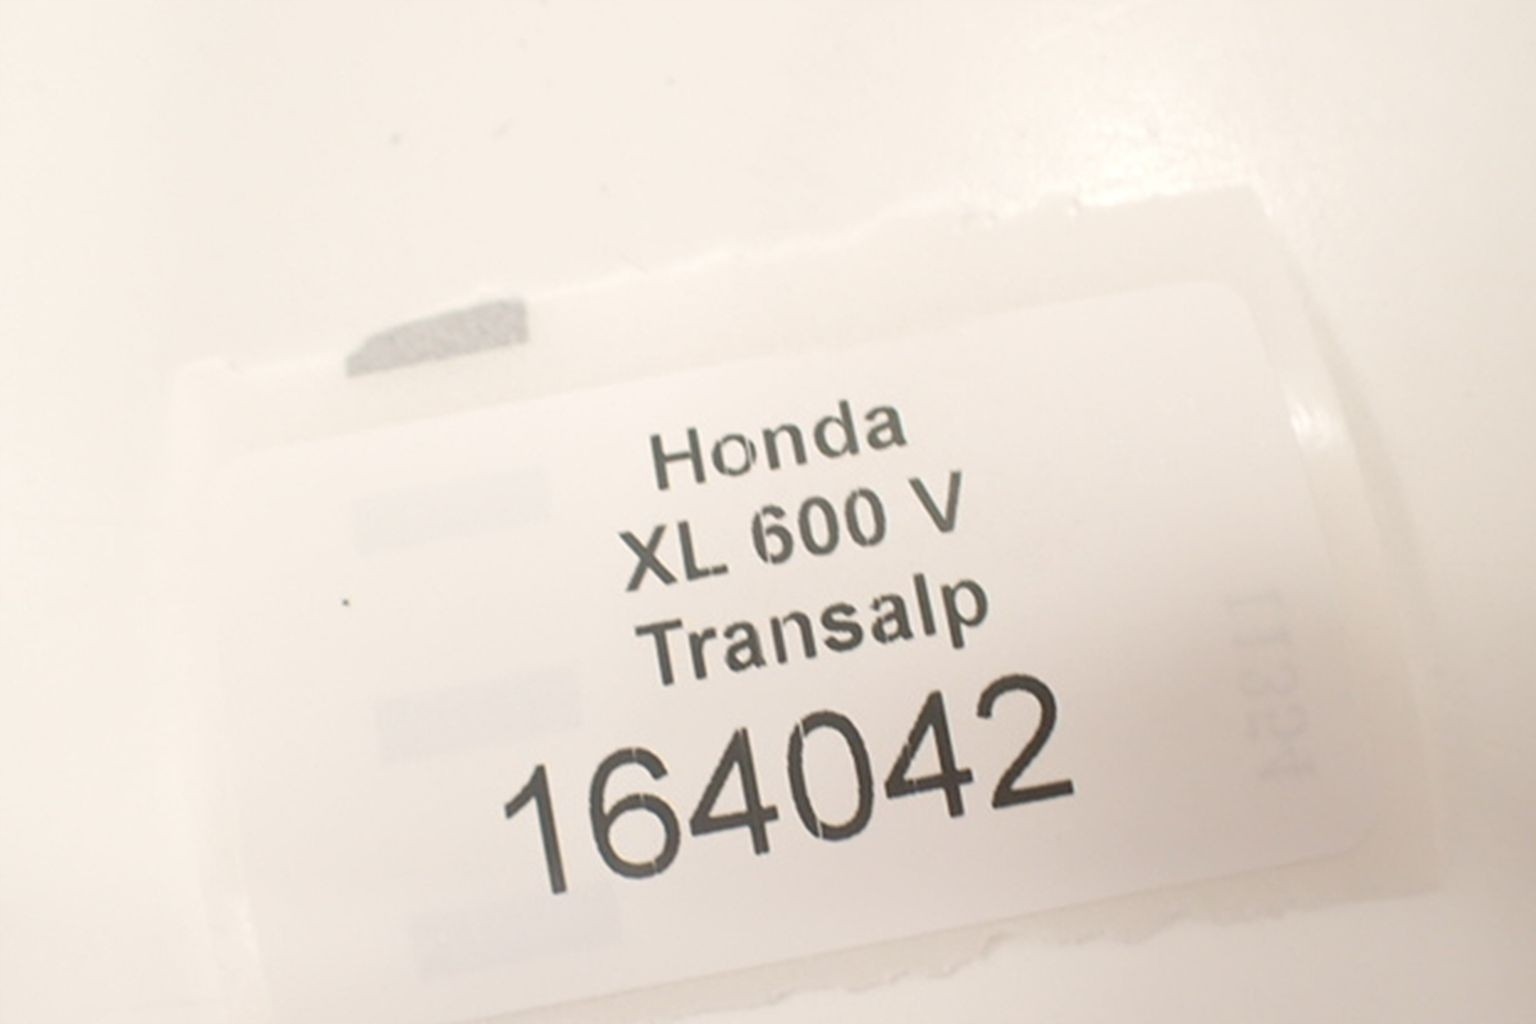 Honda
XL 600 V
Transalp
164042